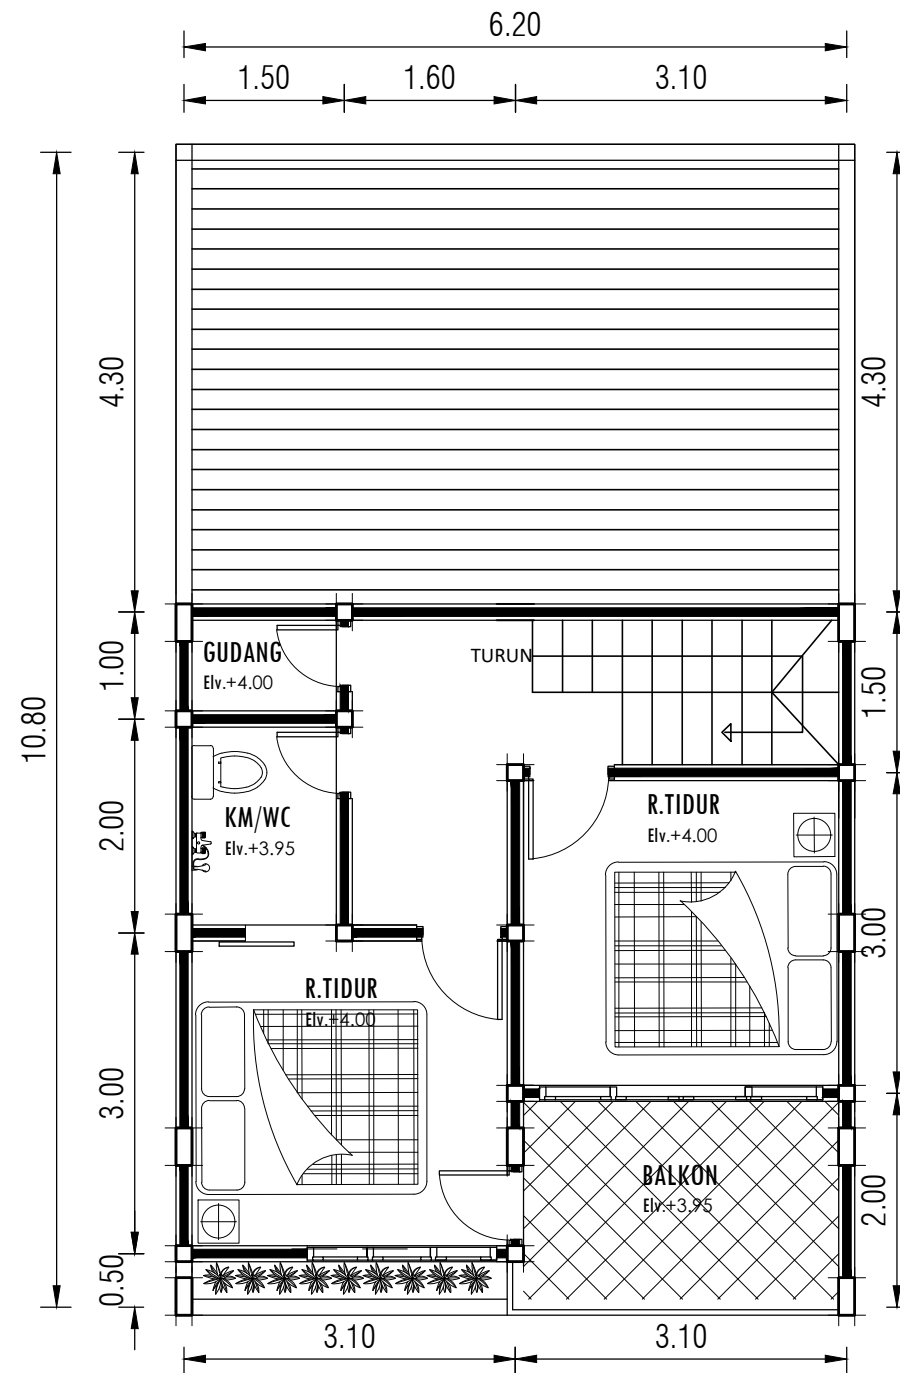 6.20
1.50 1.60 3.10
4.30
4.30
10.80
1.00
1.50
GUDANG
Elv.+4.00
TURUN
2.00
KM/WC
Elv.+3.95
R.TIDUR
Elv.+4.00
3.00
R.TIDUR
Elv.+4.00
3.00
BALKON
Elv.+3.95
2.00
0.50
3.10 3.10